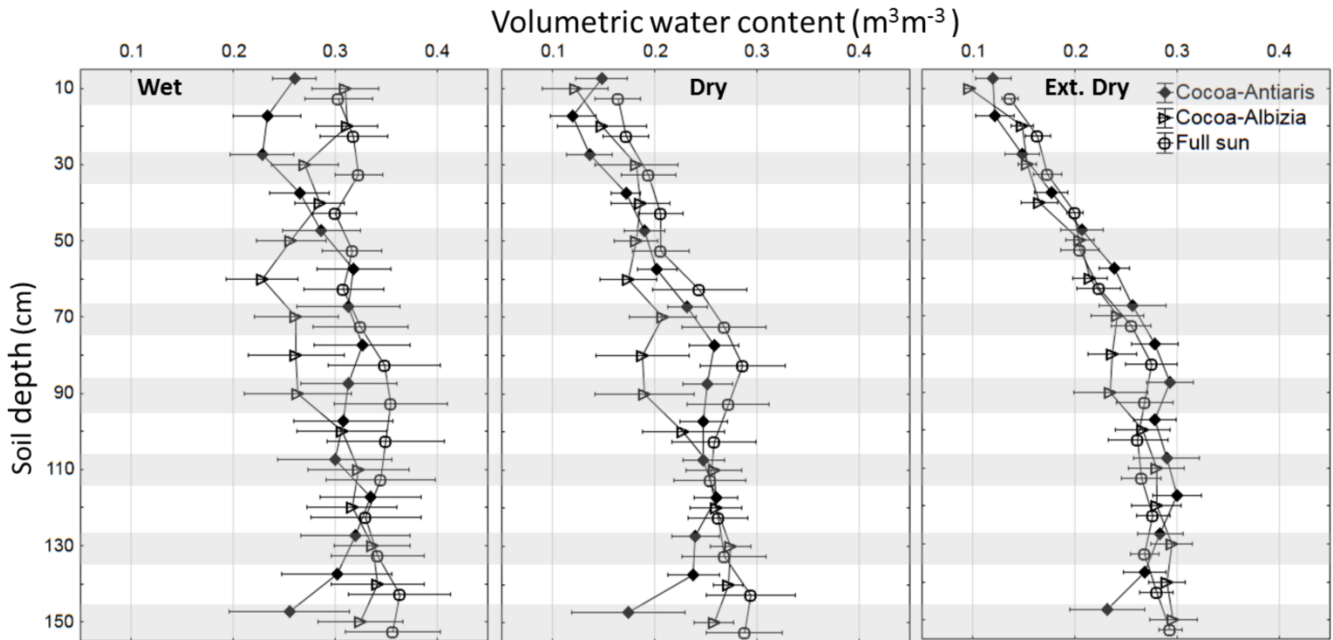 Volumetric water content (m³m⁻³ )
0.1 0.2 0.3 0.4 0.1 0.2 0.3 0.4 0.1 0.2 0.3 0.4
Wet Dry Ext. Dry
Cocoa-Antiaris
Cocoa-Albizia
Full sun
Soil depth (cm)
10
30
50
70
90
110
130
150